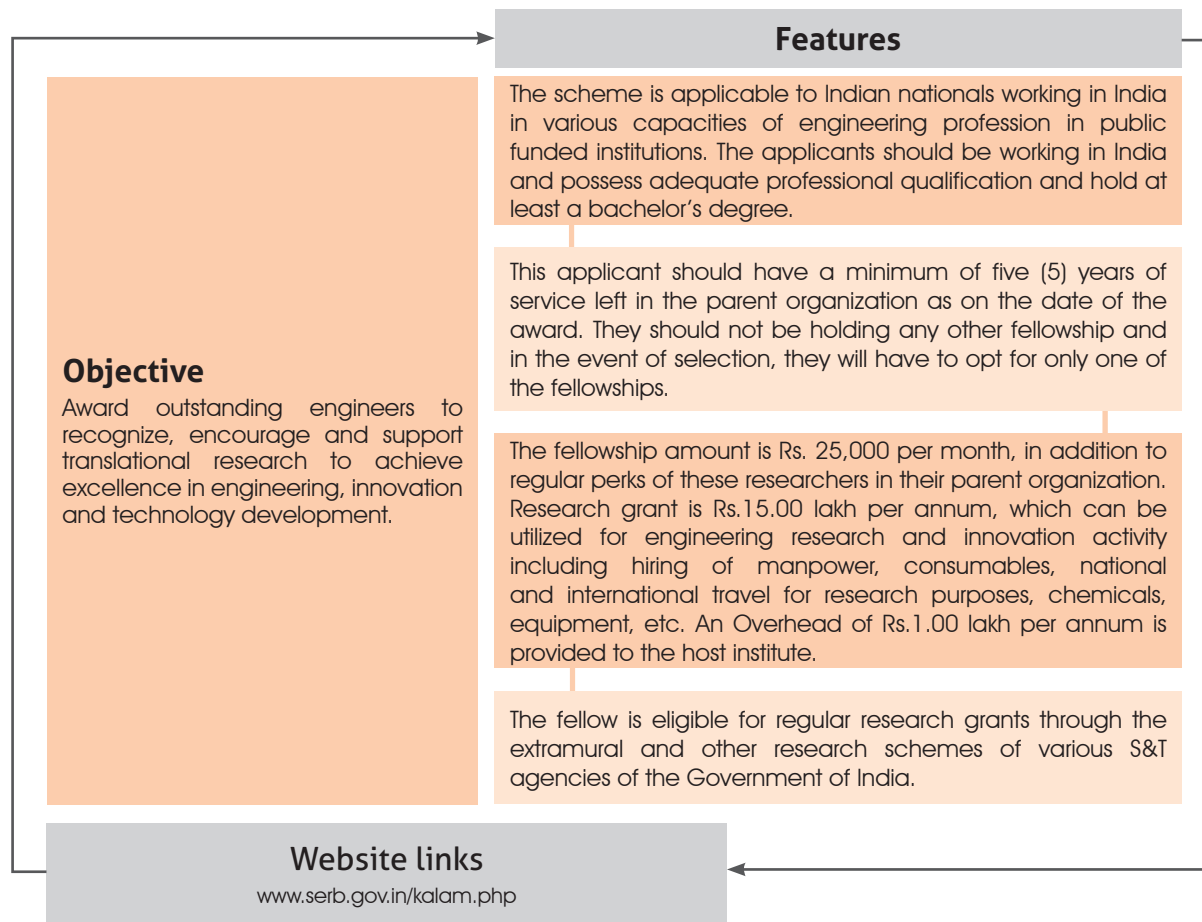 Features
Objective
Award outstanding engineers to
recognize, encourage and support
translational research to achieve
excellence in engineering, innovation
and technology development.
The scheme is applicable to Indian nationals working in India
in various capacities of engineering profession in public
funded institutions. The applicants should be working in India
and possess adequate professional qualification and hold at
least a bachelor's degree.
This applicant should have a minimum of five (5) years of
service left in the parent organization as on the date of the
award. They should not be holding any other fellowship and
in the event of selection, they will have to opt for only one of
the fellowships.
The fellowship amount is Rs. 25,000 per month, in addition to
regular perks of these researchers in their parent organization.
Research grant is Rs.15.00 lakh per annum, which can be
utilized for engineering research and innovation activity
including hiring of manpower, consumables, national
and international travel for research purposes, chemicals,
equipment, etc. An Overhead of Rs.1.00 lakh per annum is
provided to the host institute.
The fellow is eligible for regular research grants through the
extramural and other research schemes of various S&T
agencies of the Government of India.
Website links
www.serb.gov.in/kalam.php